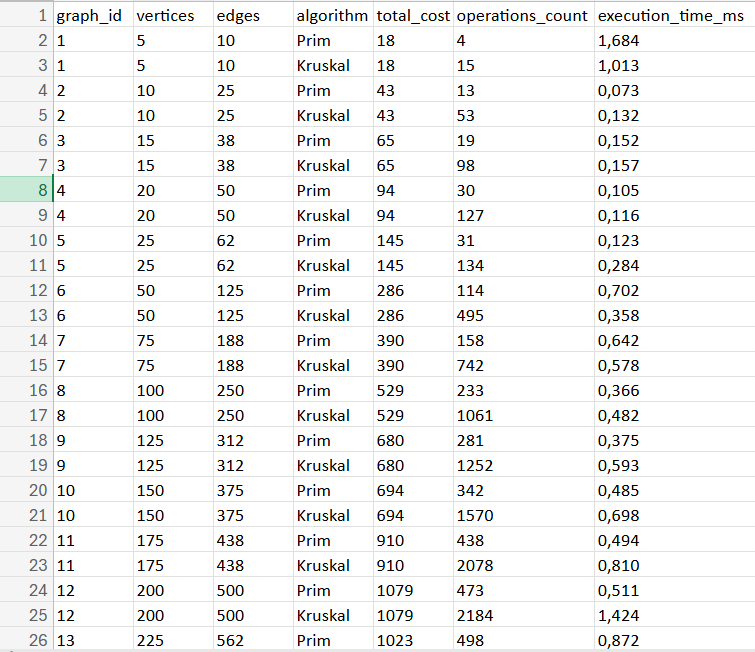 1 graph_id vertices edges algorithm total_cost operations_count execution_time_ms
2 1 5 10 Prim 18 4 1,684
3 1 5 10 Kruskal 18 15 1,013
4 2 10 25 Prim 43 13 0,073
5 2 10 25 Kruskal 43 53 0,132
6 3 15 38 Prim 65 19 0,152
7 3 15 38 Kruskal 65 98 0,157
8 4 20 50 Prim 94 30 0,105
9 4 20 50 Kruskal 94 127 0,116
10 5 25 62 Prim 145 31 0,123
11 5 25 62 Kruskal 145 134 0,284
12 6 50 125 Prim 286 114 0,702
13 6 50 125 Kruskal 286 495 0,358
14 7 75 188 Prim 390 158 0,642
15 7 75 188 Kruskal 390 742 0,578
16 8 100 250 Prim 529 233 0,366
17 8 100 250 Kruskal 529 1061 0,482
18 9 125 312 Prim 680 281 0,375
19 9 125 312 Kruskal 680 1252 0,593
20 10 150 375 Prim 694 342 0,485
21 10 150 375 Kruskal 694 1570 0,698
22 11 175 438 Prim 910 438 0,494
23 11 175 438 Kruskal 910 2078 0,810
24 12 200 500 Prim 1079 473 0,511
25 12 200 500 Kruskal 1079 2184 1,424
26 13 225 562 Prim 1023 498 0,872